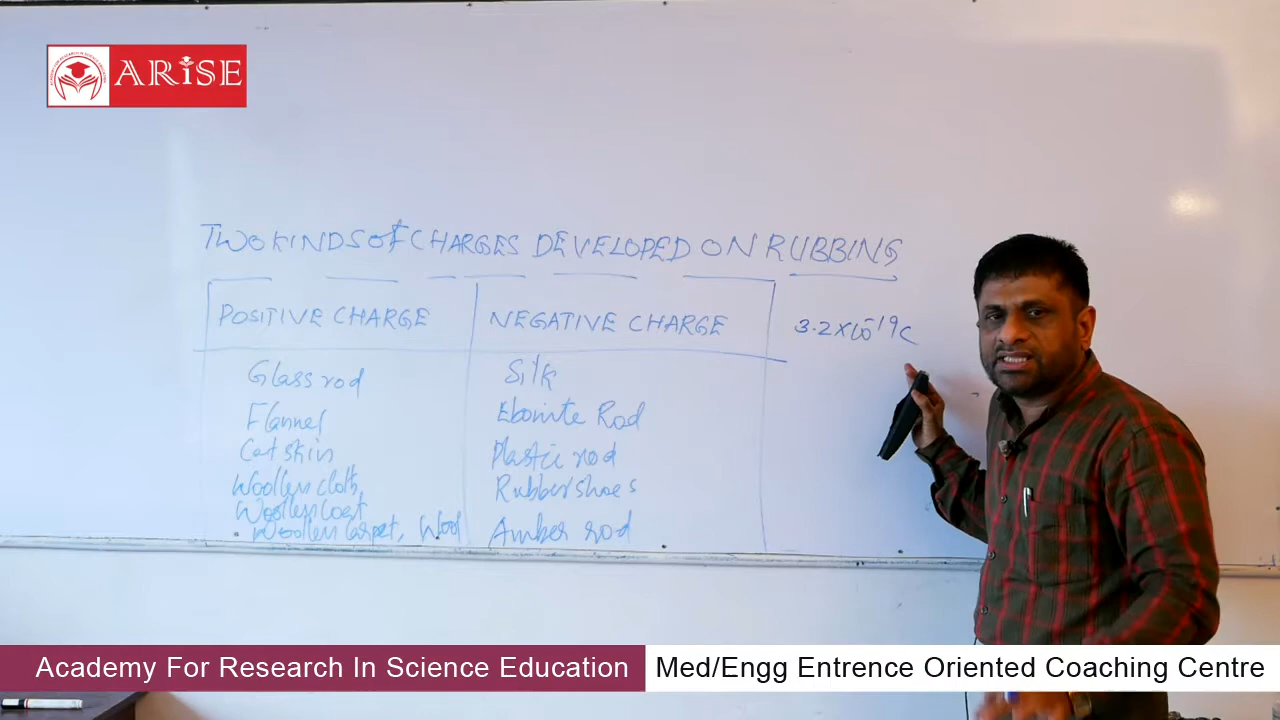 ARISE
TWO KINDS OF CHARGES DEVELOPED ON RUBBING
POSITIVE CHARGE NEGATIVE CHARGE 3.2×10⁻¹⁹C
Glass rod Silk
Flannel Ebonite Rod
Cat skin Plastic rod
Woollen cloth, Rubber shoes
Woollen coat
Woollen carpet, Wool Amber rod
Academy For Research In Science Education Med/Engg Entrence Oriented Coaching Centre